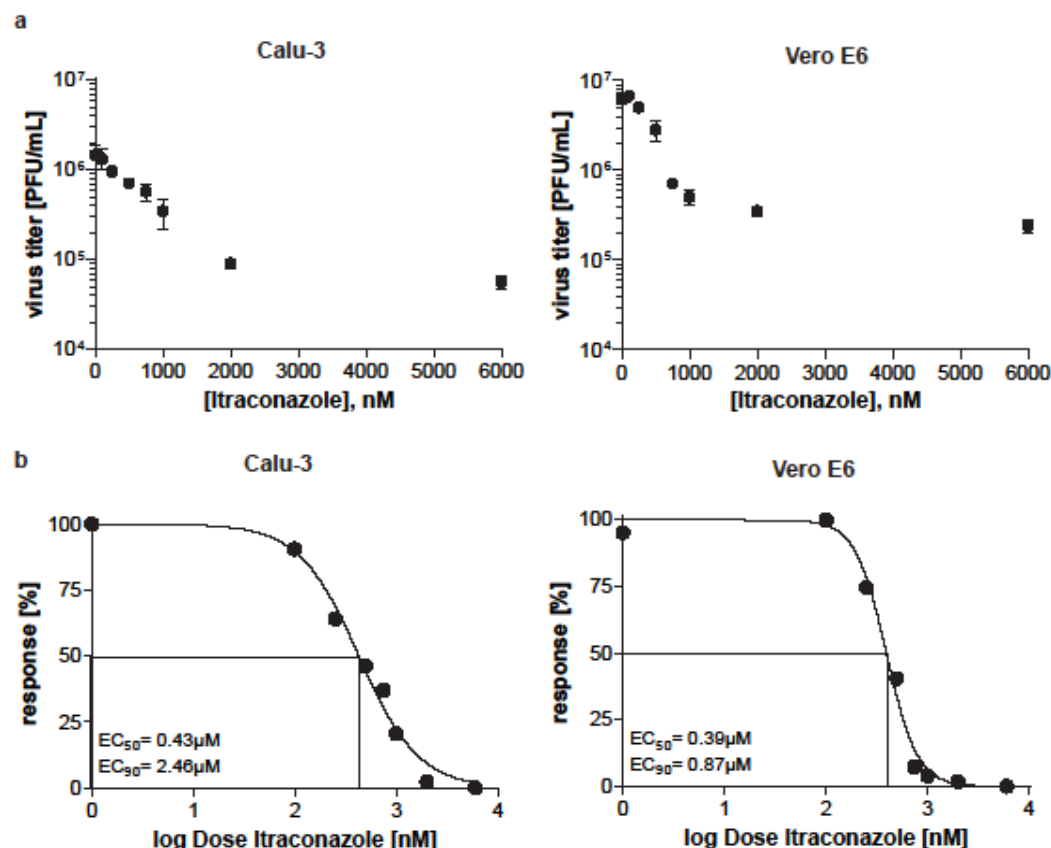 a
Calu-3
Vero E6
virus titer [PFU/mL]
10⁷
10⁶
10⁵
10⁴
0 1000 2000 3000 4000 5000 6000
[Itraconazole], nM
virus titer [PFU/mL]
10⁷
10⁶
10⁵
10⁴
0 1000 2000 3000 4000 5000 6000
[Itraconazole], nM
b
Calu-3
Vero E6
response [%]
100
75
50
25
0
EC₅₀= 0.43µM
EC₉₀= 2.46µM
0 2 3 4
log Dose Itraconazole [nM]
response [%]
100
75
50
25
0
EC₅₀= 0.39µM
EC₉₀= 0.87µM
0 2 3 4
log Dose Itraconazole [nM]